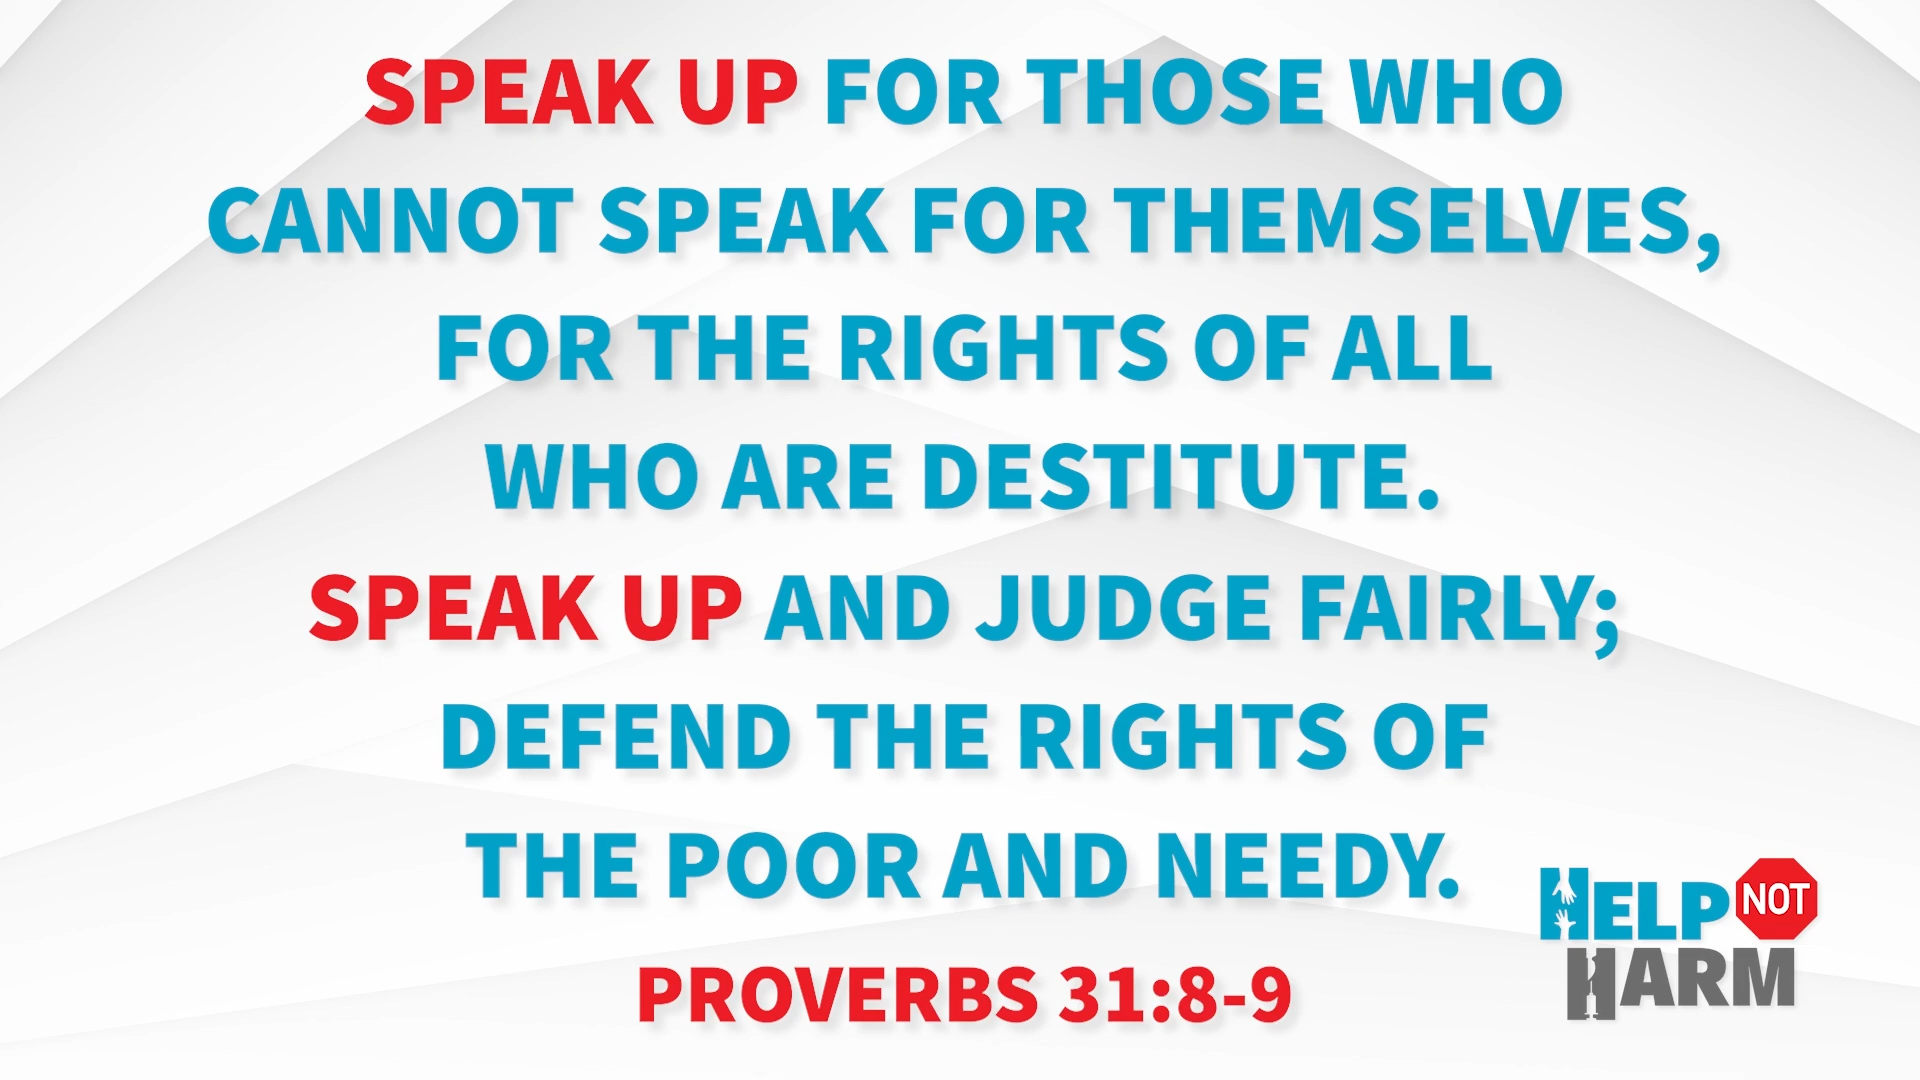 SPEAK UP FOR THOSE WHO
CANNOT SPEAK FOR THEMSELVES,
FOR THE RIGHTS OF ALL
WHO ARE DESTITUTE.
SPEAK UP AND JUDGE FAIRLY;
DEFEND THE RIGHTS OF
THE POOR AND NEEDY.
PROVERBS 31:8-9
HELP NOT
HARM